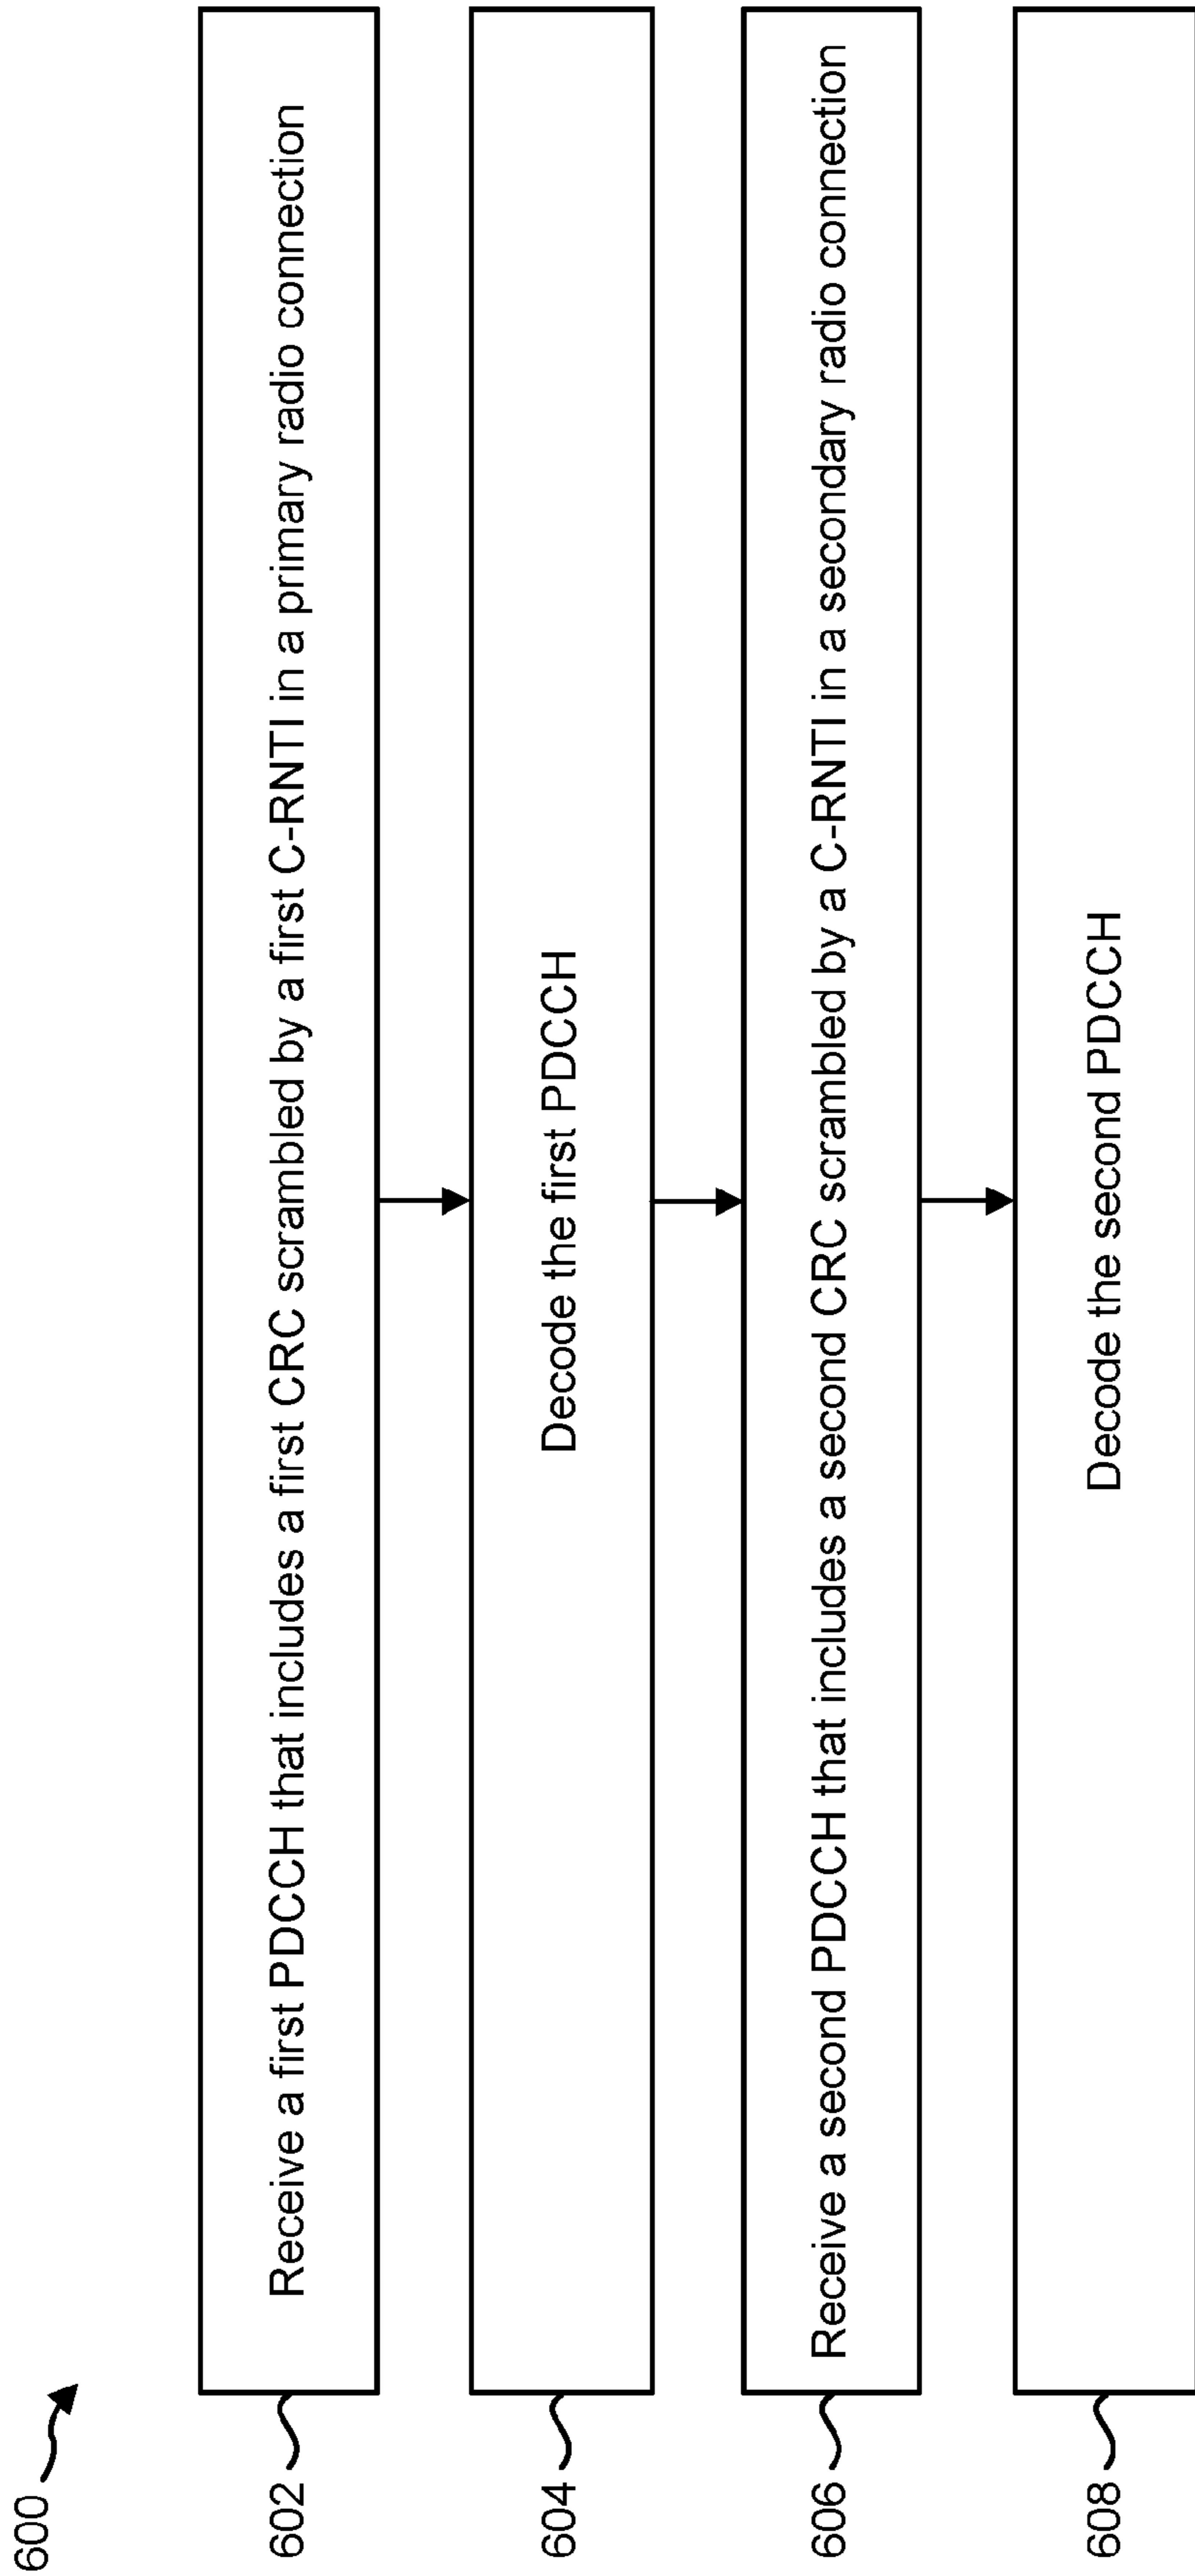 600
602
Receive a first PDCCH that includes a first CRC scrambled by a first C-RNTI in a primary radio connection
604
Decode the first PDCCH
606
Receive a second PDCCH that includes a second CRC scrambled by a C-RNTI in a secondary radio connection
608
Decode the second PDCCH